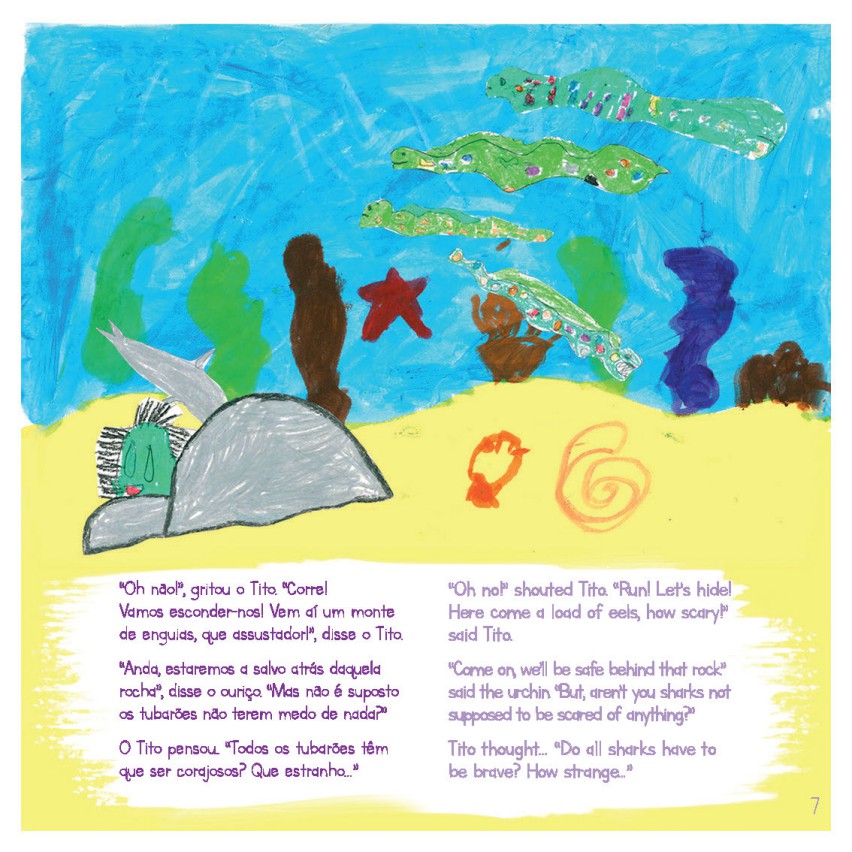 "Oh não!", gritou o Tito. "Corre!
Vamos esconder-nos! Vem aí um monte
de enguias, que assustador!", disse o Tito.
"Anda, estaremos a salvo atrás daquela
rocha", disse o ouriço. "Mas não é suposto
os tubarões não terem medo de nada?"
O Tito pensou... "Todos os tubarões têm
que ser corajosos? Que estranho..."
"Oh no!" shouted Tito. "Run! Let's hide!
Here come a load of eels, how scary!"
said Tito.
"Come on, we'll be safe behind that rock"
said the urchin "But, aren't you sharks not
supposed to be scared of anything?"
Tito thought... "Do all sharks have to
be brave? How strange..."
7